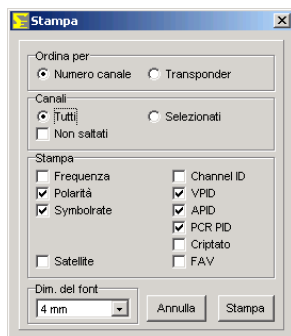 Stampa
Ordina per
Numero canale Transponder
Canali
Tutti Selezionati
Non saltati
Stampa
Frequenza Channel ID
Polarità VPID
Symbolrate APID
PCR PID
Criptato
Satellite FAV
Dim. del font
4 mm Annulla Stampa